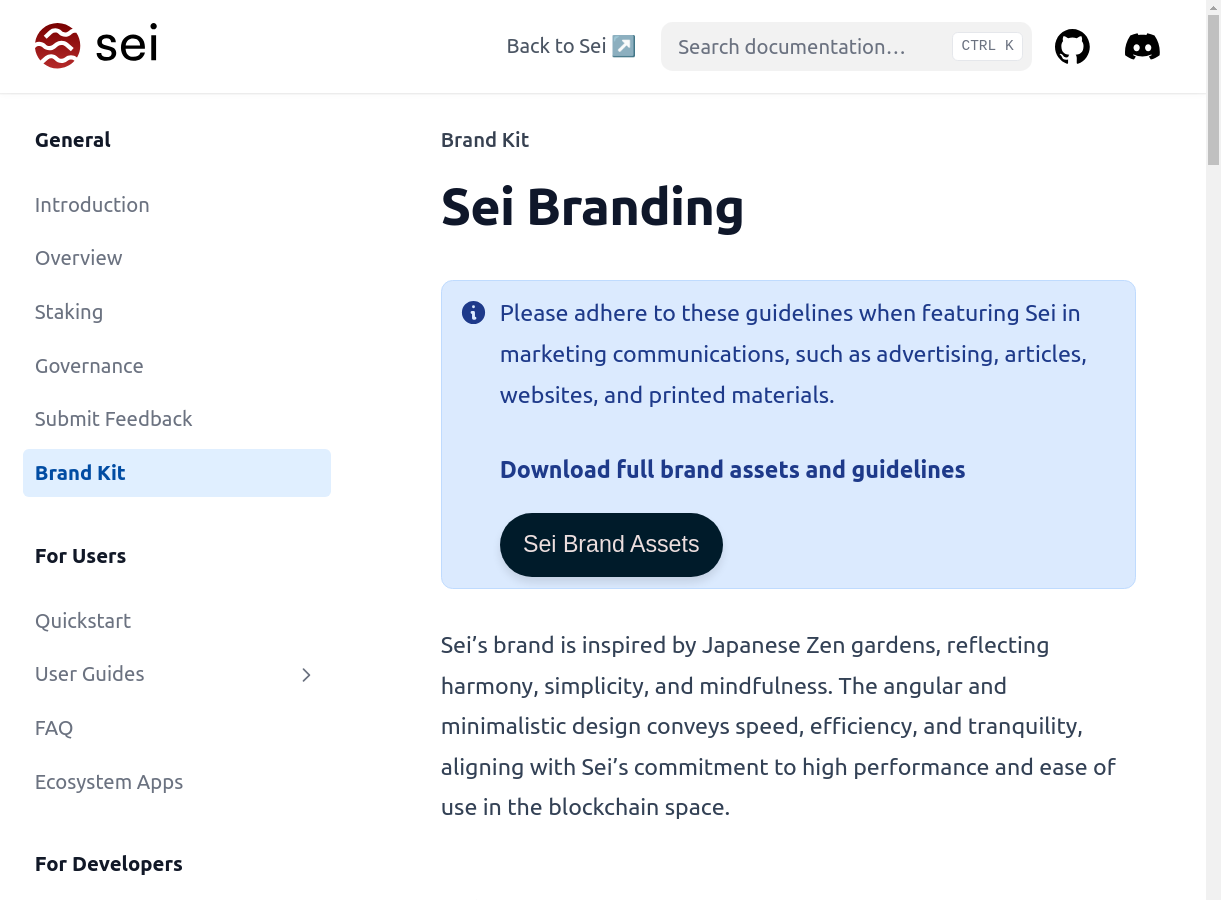 sei
Back to Sei ↗️
Search documentation…
CTRL K
General
Introduction
Overview
Staking
Governance
Submit Feedback
Brand Kit
For Users
Quickstart
User Guides
FAQ
Ecosystem Apps
For Developers
Brand Kit
Sei Branding
Please adhere to these guidelines when featuring Sei in
marketing communications, such as advertising, articles,
websites, and printed materials.
Download full brand assets and guidelines
Sei Brand Assets
Sei’s brand is inspired by Japanese Zen gardens, reflecting
harmony, simplicity, and mindfulness. The angular and
minimalistic design conveys speed, efficiency, and tranquility,
aligning with Sei’s commitment to high performance and ease of
use in the blockchain space.